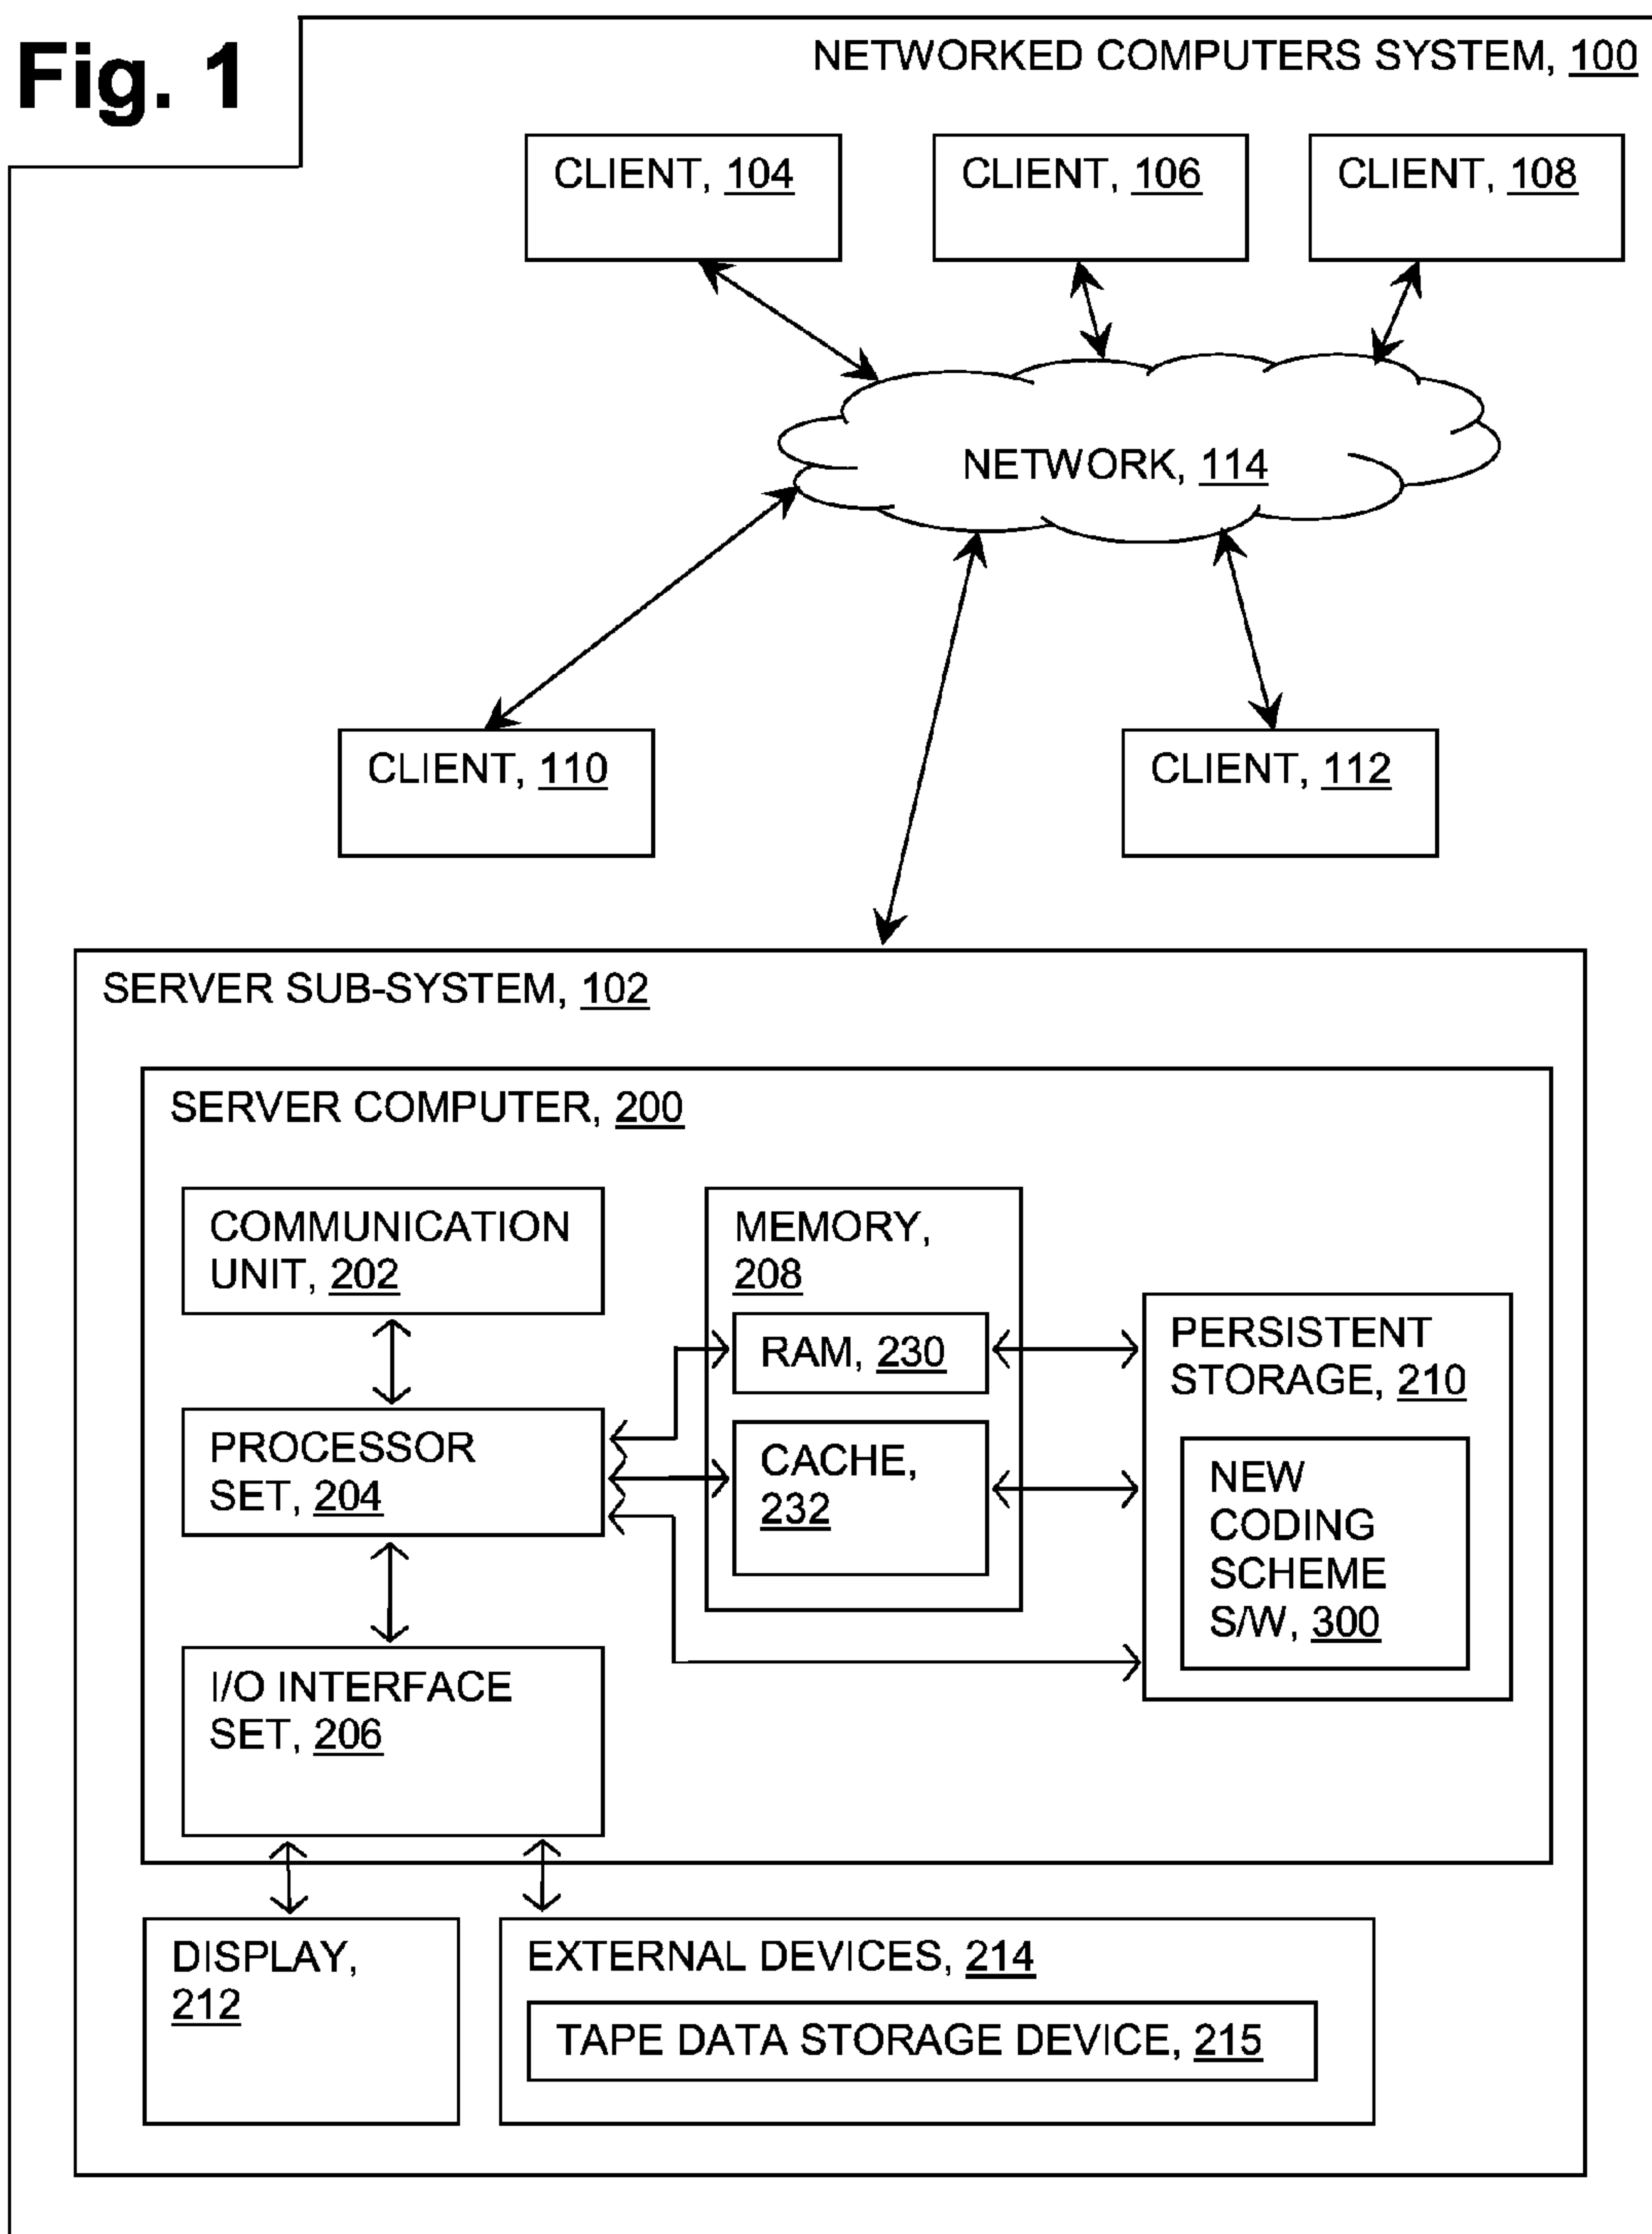 Fig. 1
NETWORKED COMPUTERS SYSTEM, 100
CLIENT, 104
CLIENT, 106
CLIENT, 108
NETWORK, 114
CLIENT, 110
CLIENT, 112
SERVER SUB-SYSTEM, 102
SERVER COMPUTER, 200
COMMUNICATION
UNIT, 202
MEMORY,
208
RAM, 230
CACHE,
232
PERSISTENT
STORAGE, 210
NEW
CODING
SCHEME
S/W, 300
PROCESSOR
SET, 204
I/O INTERFACE
SET, 206
DISPLAY,
212
EXTERNAL DEVICES, 214
TAPE DATA STORAGE DEVICE, 215